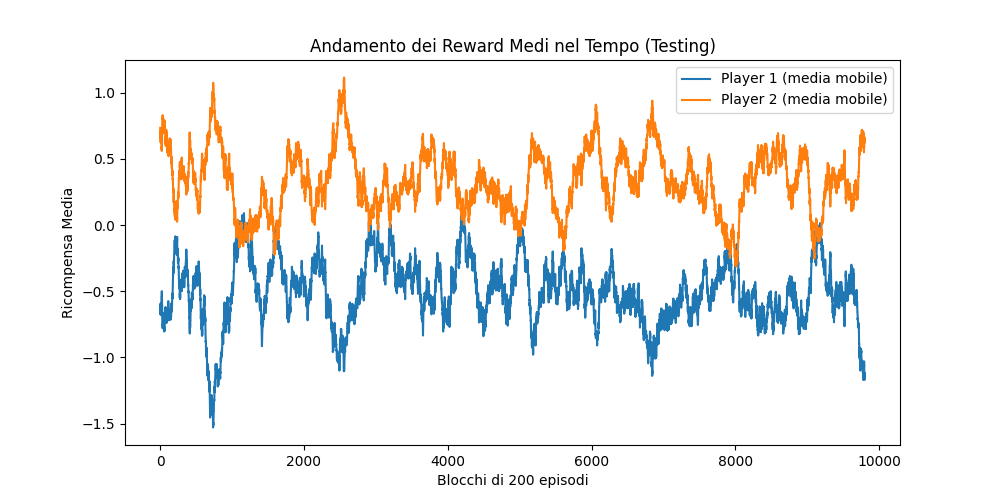 Andamento dei Reward Medi nel Tempo (Testing)
Player 1 (media mobile)
Player 2 (media mobile)
Ricompensa Media
1.0
0.5
0.0
−0.5
−1.0
−1.5
0 2000 4000 6000 8000 10000
Blocchi di 200 episodi